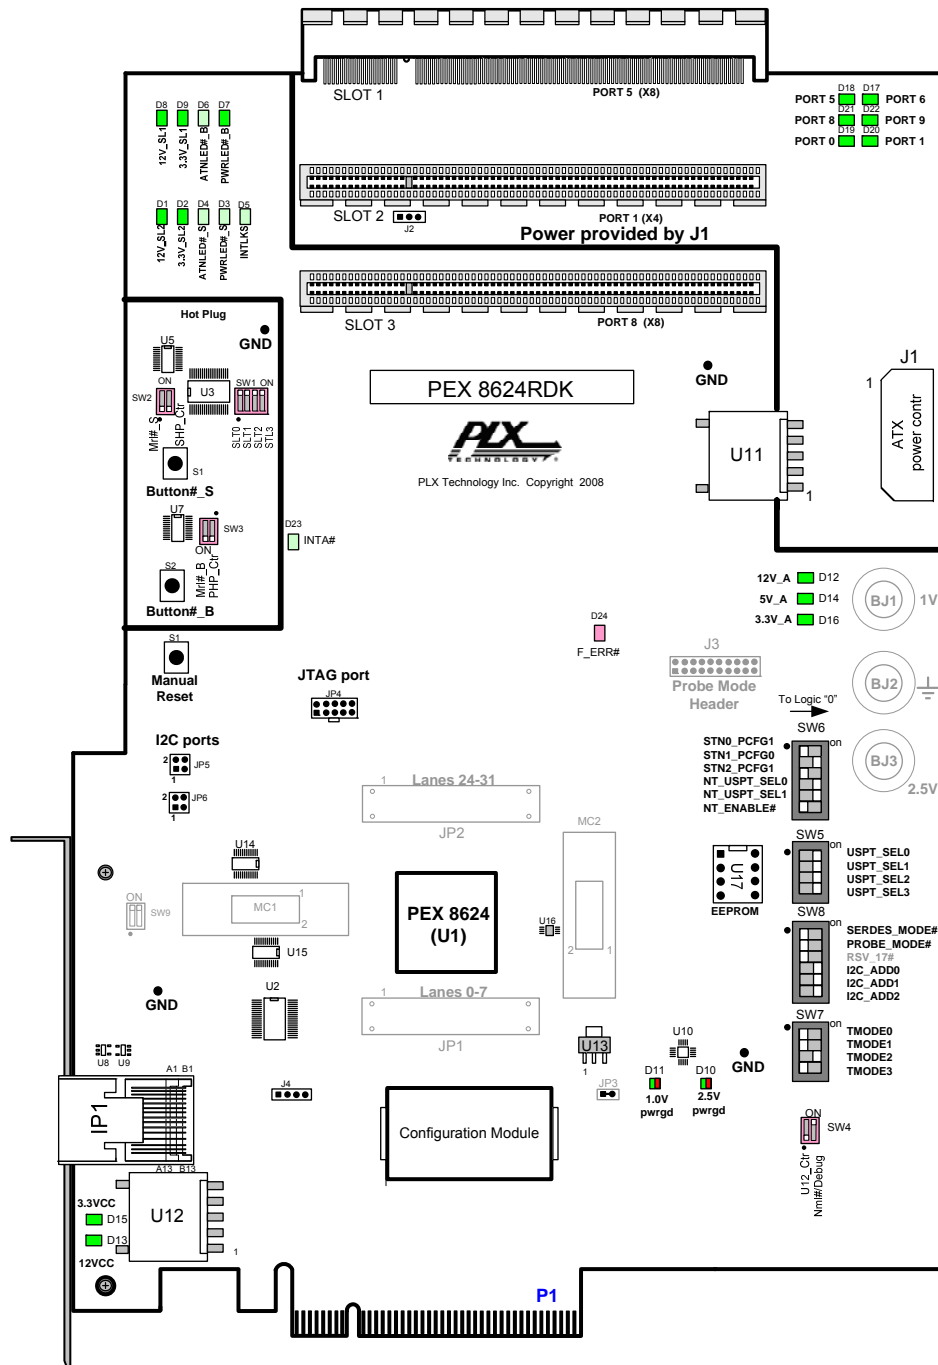 SLOT 1
PORT 5 (X8)
D8 D9 D6 D7
12V_SL1
3.3V_SL1
ATNLED#_B
PWRLED#_B
D18 D17
PORT 5 PORT 6
D21 D22
PORT 8 PORT 9
D19 D20
PORT 0 PORT 1
D1 D2 D4 D3 D5
12V_SL2
3.3V_SL2
ATNLED#_S
PWRLED#_S
INTLKS
SLOT 2
J2
PORT 1 (X4)
Power provided by J1
SLOT 3
PORT 8 (X8)
Hot Plug
GND
U5
ON
SW2
U3
SW1 ON
Mrl#_S
SHP_Ctr
SLT0
SLT1
SLT2
STL3
S1
Button#_S
U7
SW3
ON
Mrl#_B
PHP_Ctr
S2
Button#_B
D23
INTA#
PEX 8624RDK
PLX
TECHNOLOGY
PLX Technology Inc. Copyright 2008
GND
U11
1
J1
1
ATX
power contr
12V_A D12
5V_A D14
3.3V_A D16
BJ1 1V
BJ2
BJ3
2.5V
D24
F_ERR#
J3
Probe Mode
Header
S1
Manual
Reset
JTAG port
JP4
I2C ports
2
JP5
1
2
JP6
1
To Logic “0”
SW6
on
STN0_PCFG1
STN1_PCFG0
STN2_PCFG1
NT_USPT_SEL0
NT_USPT_SEL1
NT_ENABLE#
1 Lanes 24-31
JP2
MC2
2 1
U14
MC1
1
2
ON
SW9
U15
PEX 8624
(U1)
U16
U17
EEPROM
SW5
on
USPT_SEL0
USPT_SEL1
USPT_SEL2
USPT_SEL3
SW8
on
SERDES_MODE#
PROBE_MODE#
RSV_17#
I2C_ADD0
I2C_ADD1
I2C_ADD2
GND
U2
1 Lanes 0-7
JP1
U13
1
U10
GND
SW7
on
TMODE0
TMODE1
TMODE2
TMODE3
U8 U9
A1 B1
IP1
A13 B13
J4
JP3
D11
1.0V
pwrgd
D10
2.5V
pwrgd
Configuration Module
ON
SW4
U12_Ctr
Nml#/Debug
3.3VCC
D15
D13
12VCC
U12
1
P1